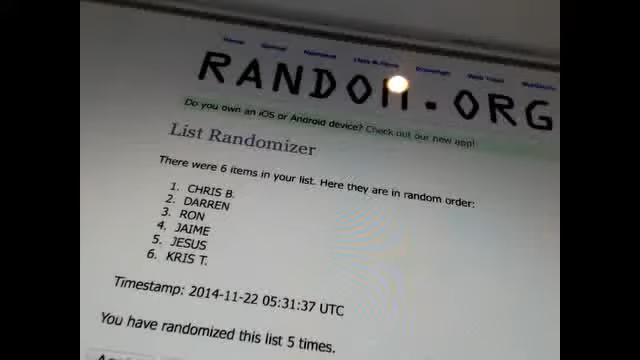 RANDOM.ORG
Do you own an iOS or Android device? Check out our new app!
List Randomizer
There were 6 items in your list. Here they are in random order:
1. CHRIS B.
2. DARREN
3. RON
4. JAIME
5. JESUS
6. KRIS T.
Timestamp: 2014-11-22 05:31:37 UTC
You have randomized this list 5 times.